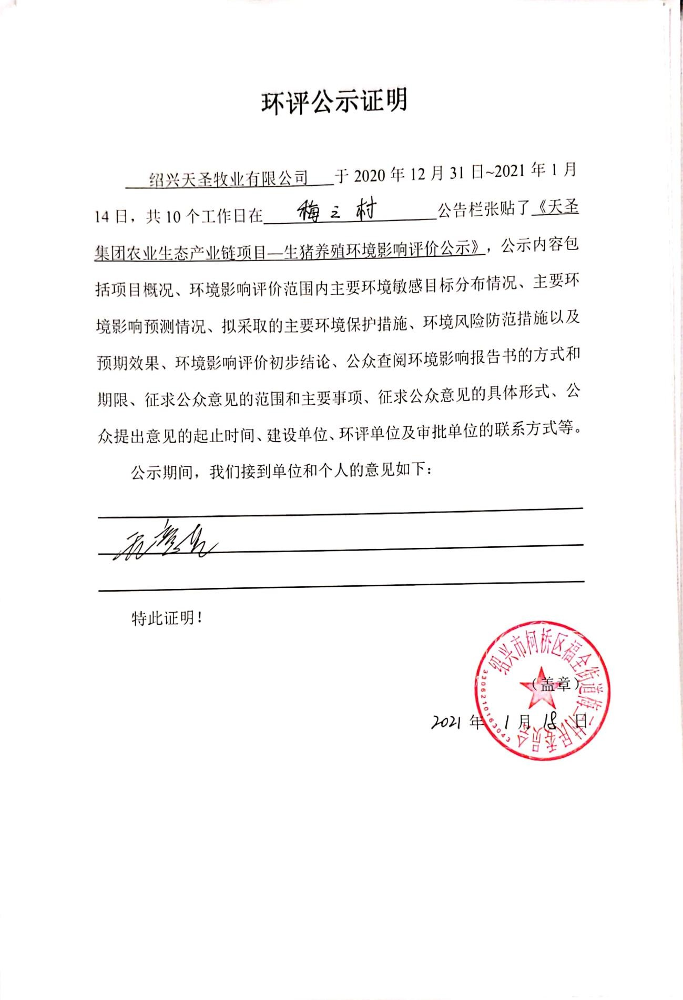 环评公示证明
绍兴天圣牧业有限公司 于 2020 年 12 月 31 日~2021 年 1 月
14 日，共 10 个工作日在 梅三村 公告栏张贴了《天圣
集团农业生态产业链项目—生猪养殖环境影响评价公示》，公示内容包
括项目概况、环境影响评价范围内主要环境敏感目标分布情况、主要环
境影响预测情况、拟采取的主要环境保护措施、环境风险防范措施以及
预期效果、环境影响评价初步结论、公众查阅环境影响报告书的方式和
期限、征求公众意见的范围和主要事项、征求公众意见的具体形式、公
众提出意见的起止时间、建设单位、环评单位及审批单位的联系方式等。
公示期间，我们接到单位和个人的意见如下：
特此证明！
绍兴市柯桥区福全街道梅三村村民委员会
（盖章）
2021 年 1 月 18 日
3306210163043